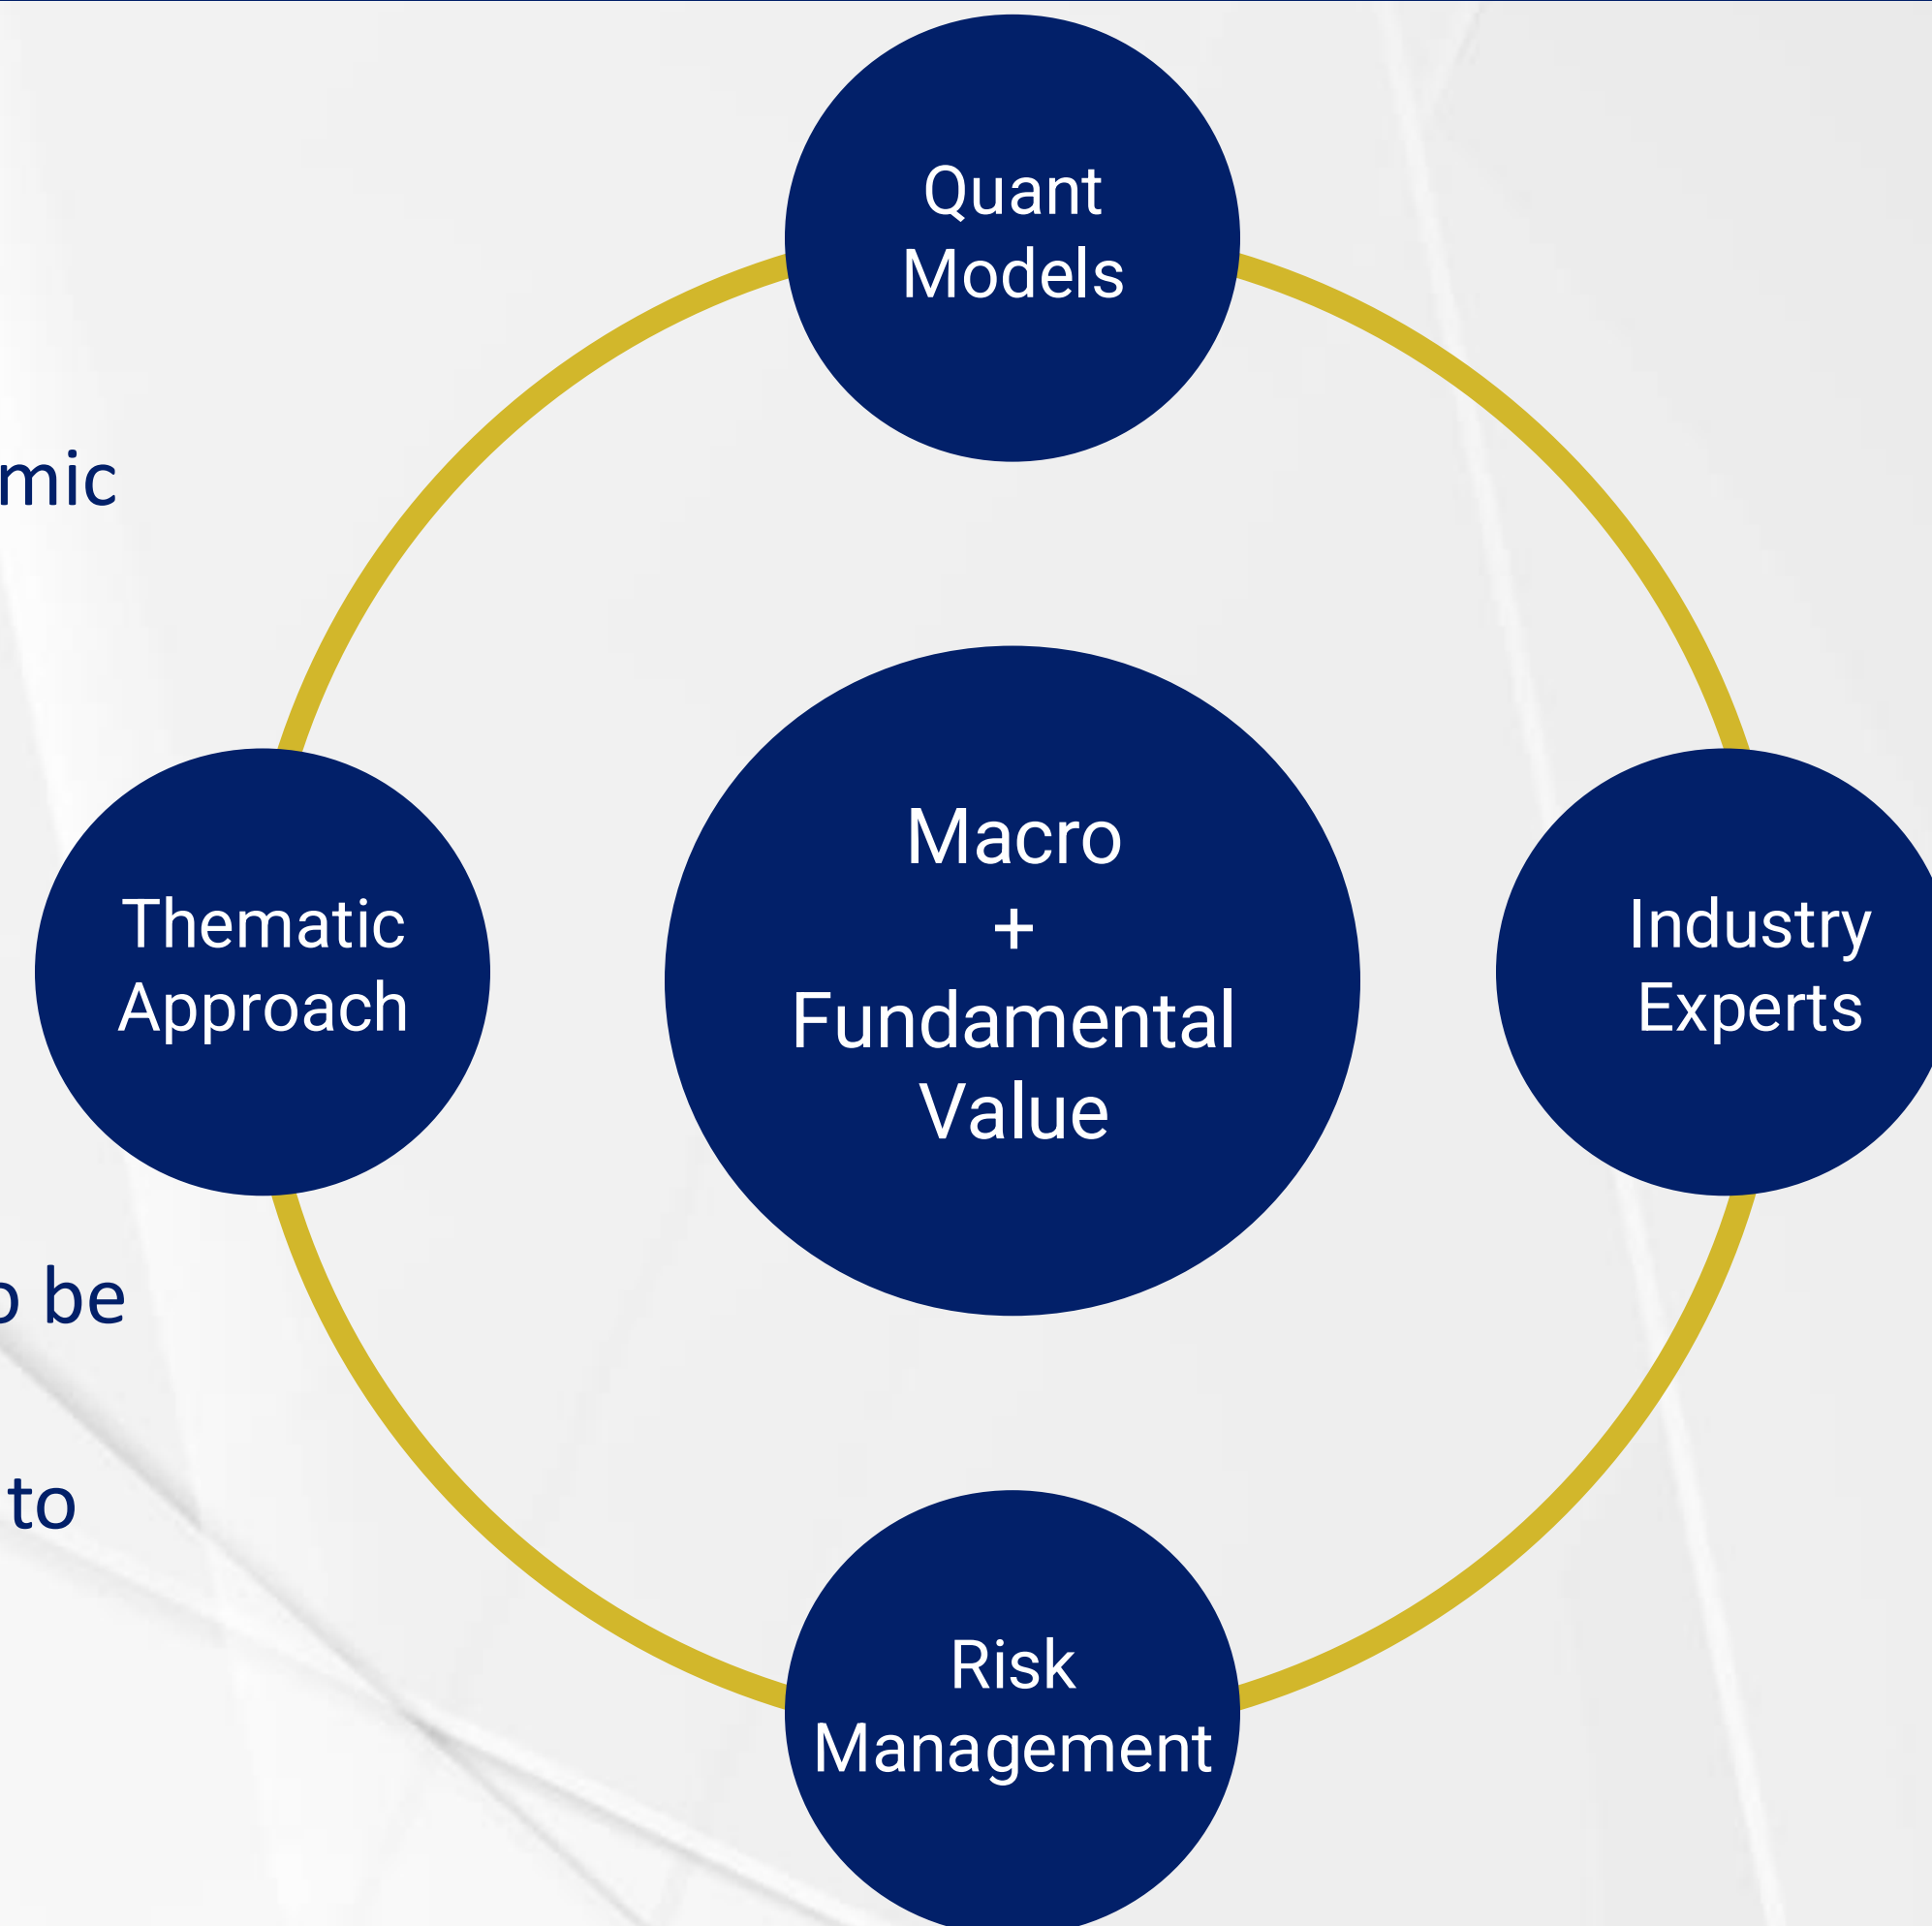 Quant
Models
mic
Thematic
Approach
Macro
+
Fundamental
Value
Industry
Experts
be
to
Risk
Management